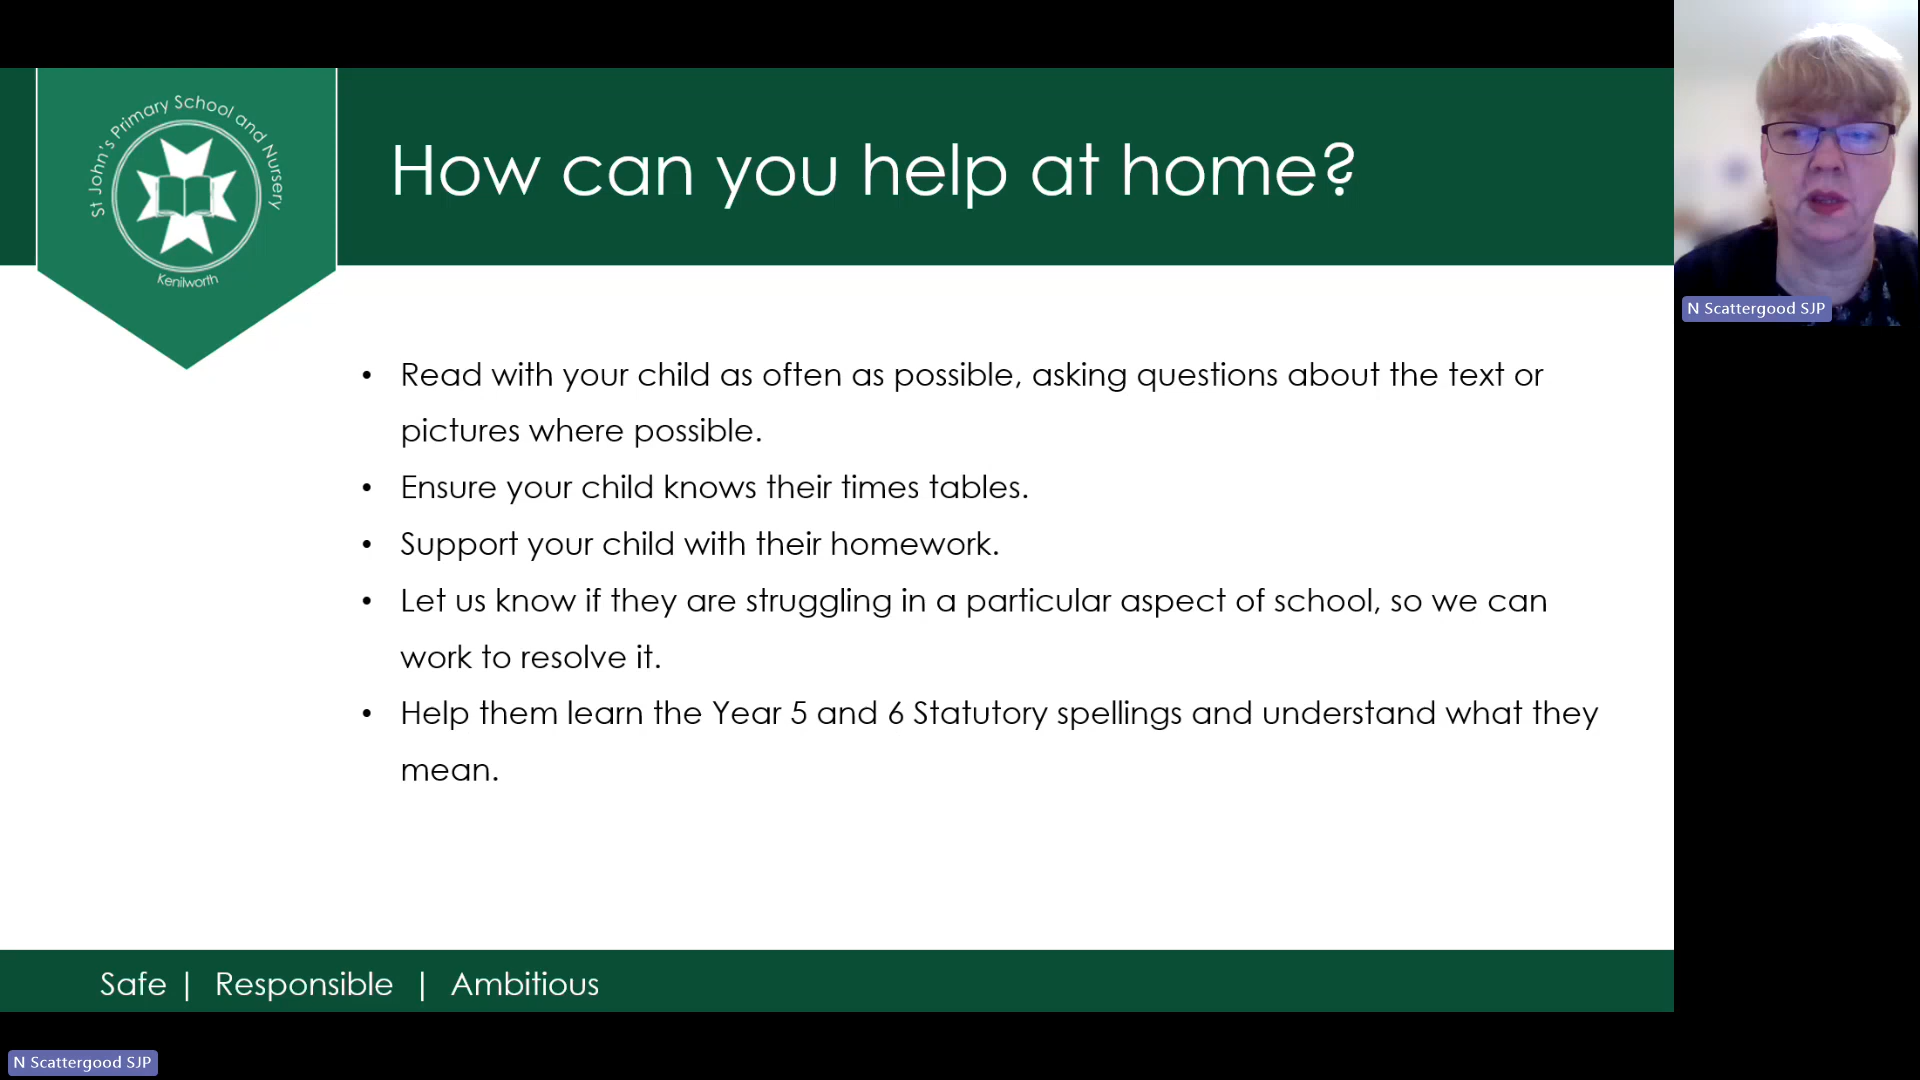 St John's Primary School and Nursery
Kenilworth
How can you help at home?
• Read with your child as often as possible, asking questions about the text or
pictures where possible.
• Ensure your child knows their times tables.
• Support your child with their homework.
• Let us know if they are struggling in a particular aspect of school, so we can
work to resolve it.
• Help them learn the Year 5 and 6 Statutory spellings and understand what they
mean.
Safe | Responsible | Ambitious
N Scattergood SJP
N Scattergood SJP